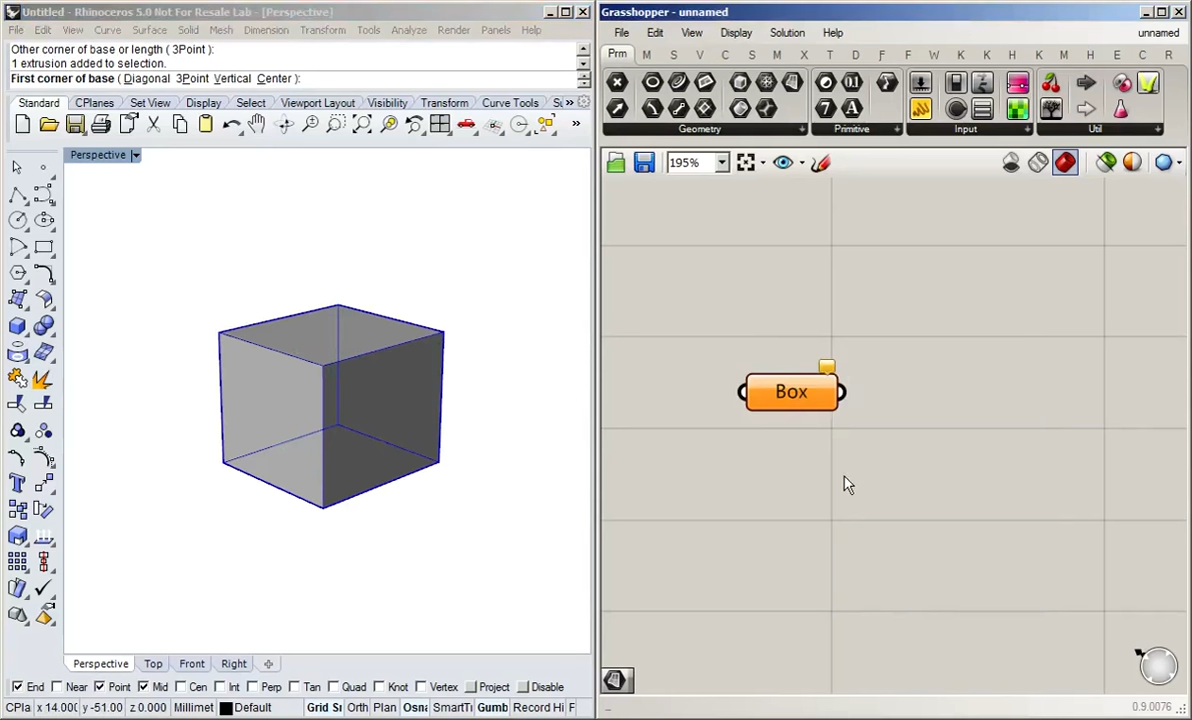 Untitled - Rhinoceros 5.0 Not For Resale Lab - [Perspective]
File Edit View Curve Surface Solid Mesh Dimension Transform Tools Analyze Render Panels Help
Other corner of base or length ( 3Point ):
1 extrusion added to selection.
First corner of base ( Diagonal 3Point Vertical Center ):
Standard CPlanes Set View Display Select Viewport Layout Visibility Transform Curve Tools »
Perspective
Perspective Top Front Right
End Near Point Mid Cen Int Perp Tan Quad Knot Vertex Project Disable
CPla x 14.000 y -51.00 z 0.000 Millimet Default Grid S Orth Plan Osna SmartT Gumb Record Hi F
Grasshopper - unnamed
File Edit View Display Solution Help unnamed
Prm M S V C S M X T D A F W K M H H E C R
Geometry Primitive Input Util
195%
Box
0.9.0076